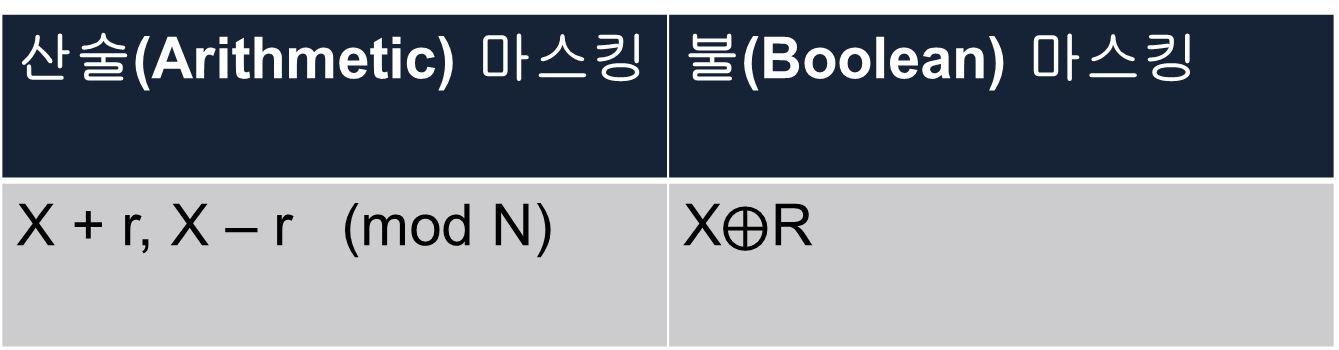 산술(Arithmetic) 마스킹
불(Boolean) 마스킹
X + r, X – r (mod N)
X⊕R